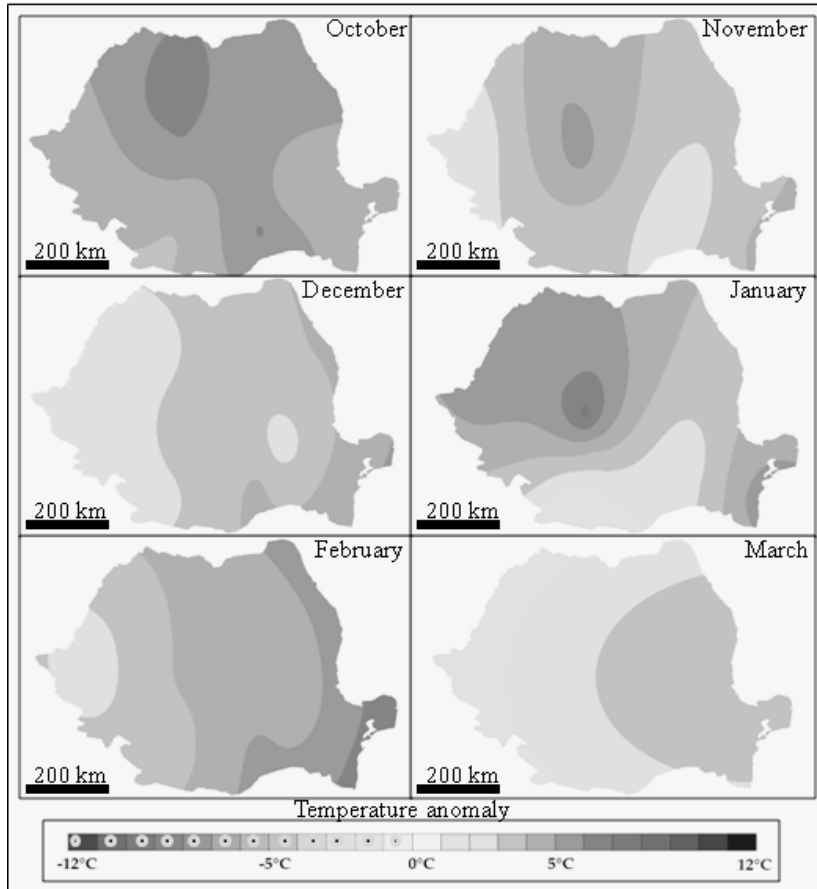 October
November
200 km
200 km
December
January
200 km
200 km
February
March
200 km
200 km
Temperature anomaly
-12°C -5°C 0°C 5°C 12°C